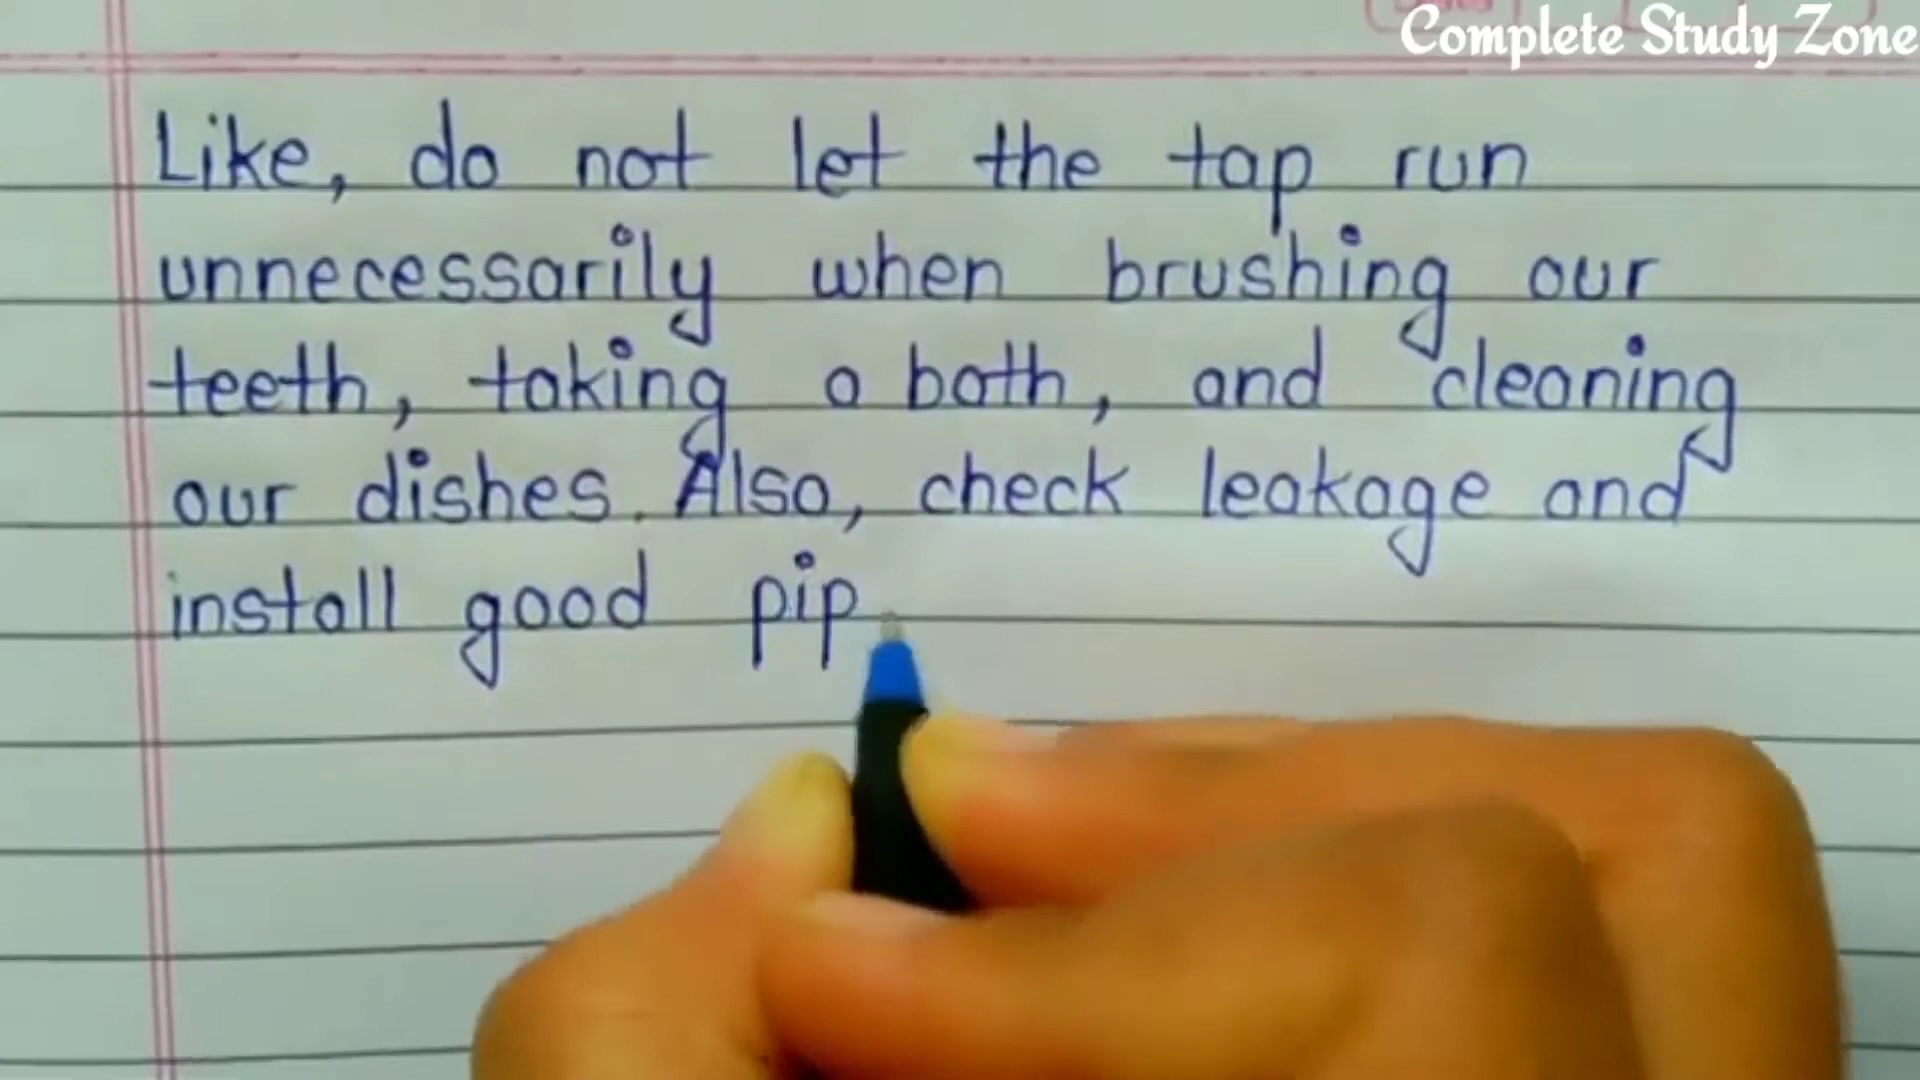 Complete Study Zone
Like, do not let the tap run
unnecessarily when brushing our
teeth, taking a bath, and cleaning
our dishes. Also, check leakage and
install good pip